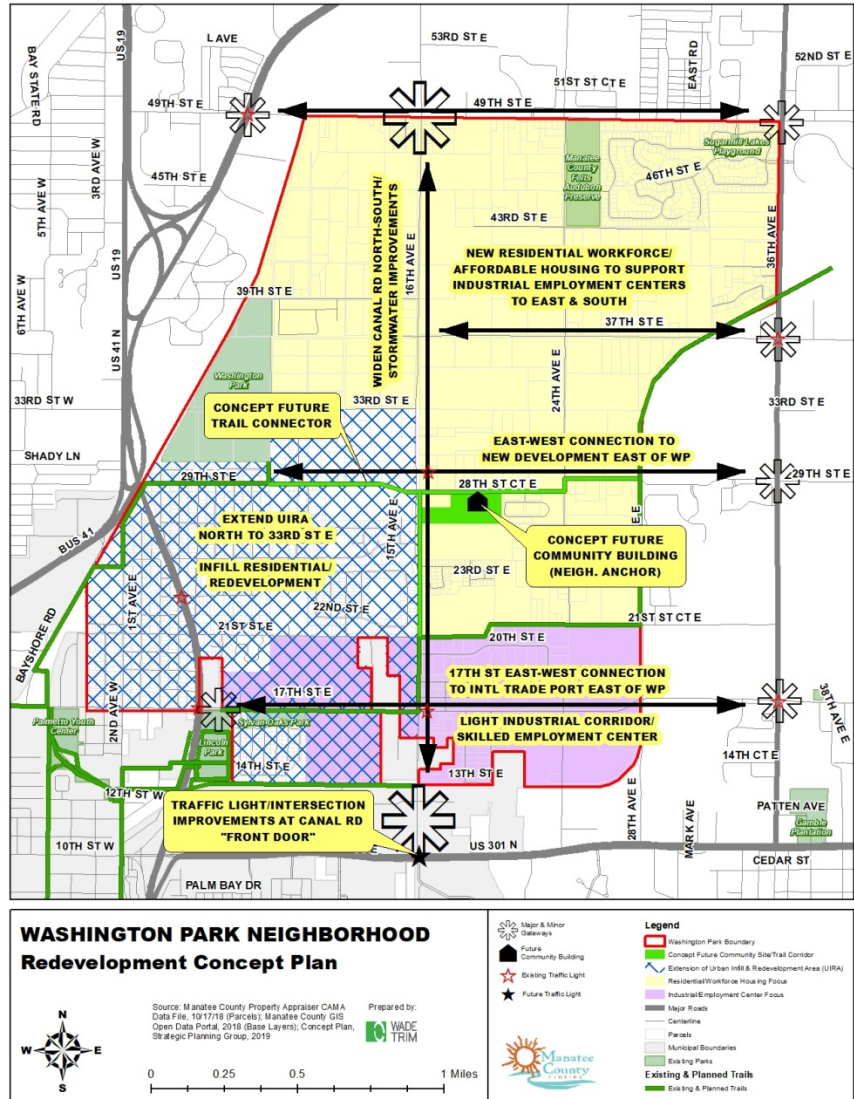 BAY STATE RD
US 19
L AVE
53RD ST E
EAST RD
52ND ST E
51ST ST CT E
49TH ST E
49TH ST E
3RD AVE W
5TH AVE W
45TH ST E
Manatee
County
Felts
Audubon
Preserve
Sugarmill Lakes
Playground
46TH ST E
43RD ST E
36TH AVE E
16TH AVE E
WIDEN CANAL RD NORTH-SOUTH/
STORMWATER IMPROVEMENTS
NEW RESIDENTIAL WORKFORCE/
AFFORDABLE HOUSING TO SUPPORT
INDUSTRIAL EMPLOYMENT CENTERS
TO EAST & SOUTH
US 19
6TH AVE W
39TH ST E
37TH ST E
US 41 N
Washington
Park
24TH AVE E
33RD ST W
33RD ST E
33RD ST E
CONCEPT FUTURE
TRAIL CONNECTOR
SHADY LN
EAST-WEST CONNECTION TO
NEW DEVELOPMENT EAST OF WP
29TH ST E
29TH ST E
28TH ST CT E
EXTEND UIRA
NORTH TO 33RD ST E
INFILL RESIDENTIAL/
REDEVELOPMENT
BUS 41
15TH AVE E
CONCEPT FUTURE
COMMUNITY BUILDING
(NEIGH. ANCHOR)
E E
23RD ST E
1ST AVE E
22ND ST E
BAYSHORE RD
21ST ST E
21ST ST CT E
20TH ST E
17TH ST EAST-WEST CONNECTION
TO INTL TRADE PORT EAST OF WP
17TH ST E
38TH AVE E
2ND AVE W
Palmetto Youth
Center
Sylvan Oaks Park
LIGHT INDUSTRIAL CORRIDOR/
SKILLED EMPLOYMENT CENTER
Lincoln
Park
14TH ST E
14TH CT E
13TH ST E
12TH ST W
28TH AVE E
MARK AVE
PATTEN AVE
Gamble
Plantation
TRAFFIC LIGHT/INTERSECTION
IMPROVEMENTS AT CANAL RD
"FRONT DOOR"
10TH ST W
E
US 301 N
CEDAR ST
PALM BAY DR
WASHINGTON PARK NEIGHBORHOOD
Redevelopment Concept Plan
Source: Manatee County Property Appraiser CAMA
Data File, 10/17/18 (Parcels); Manatee County GIS
Open Data Portal, 2018 (Base Layers); Concept Plan,
Strategic Planning Group, 2019
Prepared by:
WADE
TRIM
N
W E
S
0 0.25 0.5 1 Miles
Major & Minor
Gateways
Future
Community Building
Existing Traffic Light
Future Traffic Light
Manatee
County
FLORIDA
Legend
Washington Park Boundary
Concept Future Community Site/Trail Corridor
Extension of Urban Infill & Redevelopment Area (UIRA)
Residential/Workforce Housing Focus
Industrial/Employment Center Focus
Major Roads
Centerline
Parcels
Municipal Boundaries
Existing Parks
Existing & Planned Trails
Existing & Planned Trails